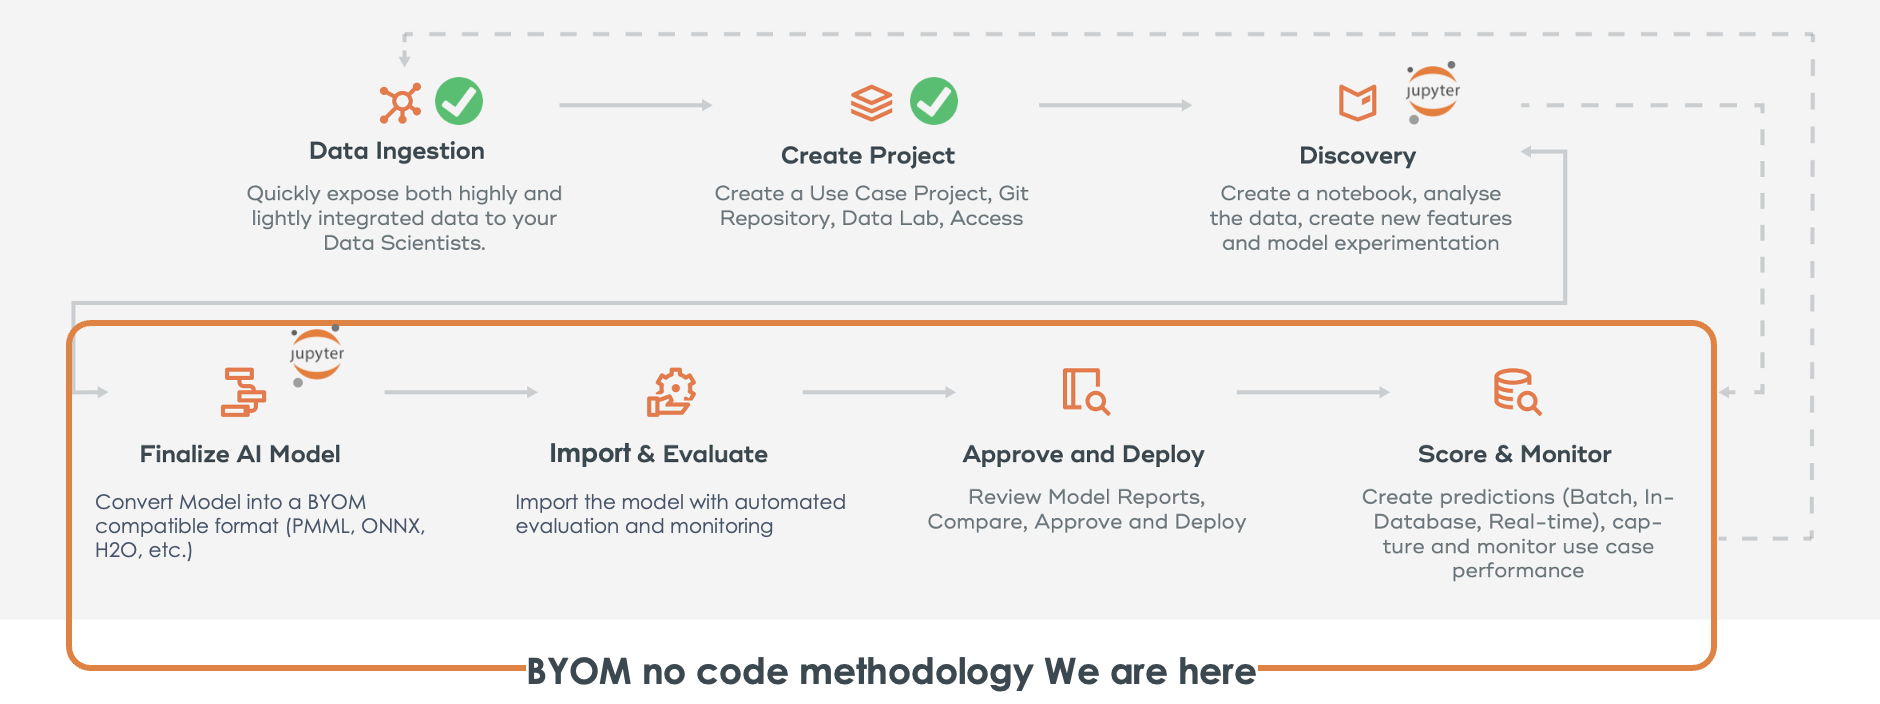 jupyter
Data Ingestion
Quickly expose both highly and
lightly integrated data to your
Data Scientists.
Create Project
Create a Use Case Project, Git
Repository, Data Lab, Access
Discovery
Create a notebook, analyse
the data, create new features
and model experimentation
jupyter
Finalize AI Model
Convert Model into a BYOM
compatible format (PMML, ONNX,
H2O, etc.)
Import & Evaluate
Import the model with automated
evaluation and monitoring
Approve and Deploy
Review Model Reports,
Compare, Approve and Deploy
Score & Monitor
Create predictions (Batch, In-
Database, Real-time), cap-
ture and monitor use case
performance
BYOM no code methodology We are here